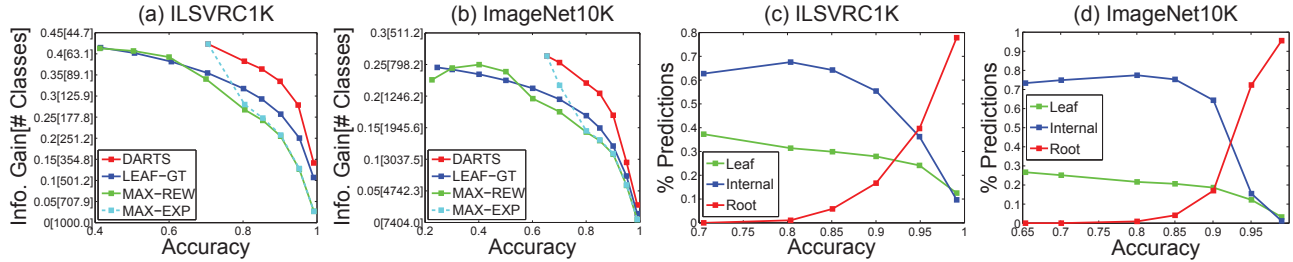 (a) ILSVRC1K
Info. Gain[# Classes]
0.45[44.7]
0.4[63.1]
0.35[89.1]
0.3[125.9]
0.25[177.8]
0.2[251.2]
0.15[354.8]
0.1[501.2]
0.05[707.9]
0[1000.0]
DARTS
LEAF-GT
MAX-REW
MAX-EXP
0.4 0.6 0.8 1
Accuracy
(b) ImageNet10K
Info. Gain[# Classes]
0.3[511.2]
0.25[798.2]
0.2[1246.2]
0.15[1945.6]
0.1[3037.5]
0.05[4742.3]
0[7404.0]
DARTS
LEAF-GT
MAX-REW
MAX-EXP
0.2 0.4 0.6 0.8 1
Accuracy
(c) ILSVRC1K
% Predictions
0.8
0.7
0.6
0.5
0.4
0.3
0.2
0.1
0
Leaf
Internal
Root
0.7 0.75 0.8 0.85 0.9 0.95 1
Accuracy
(d) ImageNet10K
% Predictions
1
0.9
0.8
0.7
0.6
0.5
0.4
0.3
0.2
0.1
0
Leaf
Internal
Root
0.65 0.7 0.75 0.8 0.85 0.9 0.95
Accuracy